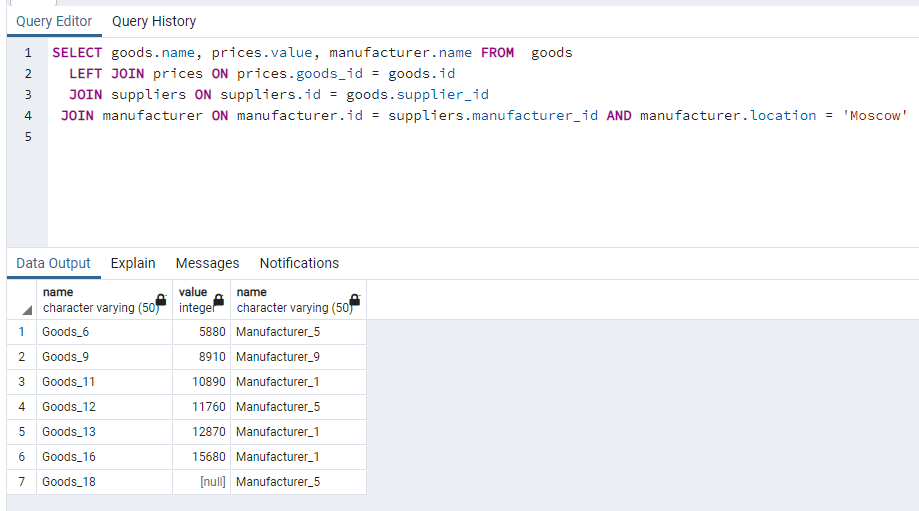 Query Editor Query History
1 SELECT goods.name, prices.value, manufacturer.name FROM goods
2 LEFT JOIN prices ON prices.goods_id = goods.id
3 JOIN suppliers ON suppliers.id = goods.supplier_id
4 JOIN manufacturer ON manufacturer.id = suppliers.manufacturer_id AND manufacturer.location = 'Moscow'
5
Data Output Explain Messages Notifications
name value name
character varying (50) integer character varying (50)
1 Goods_6 5880 Manufacturer_5
2 Goods_9 8910 Manufacturer_9
3 Goods_11 10890 Manufacturer_1
4 Goods_12 11760 Manufacturer_5
5 Goods_13 12870 Manufacturer_1
6 Goods_16 15680 Manufacturer_1
7 Goods_18 [null] Manufacturer_5